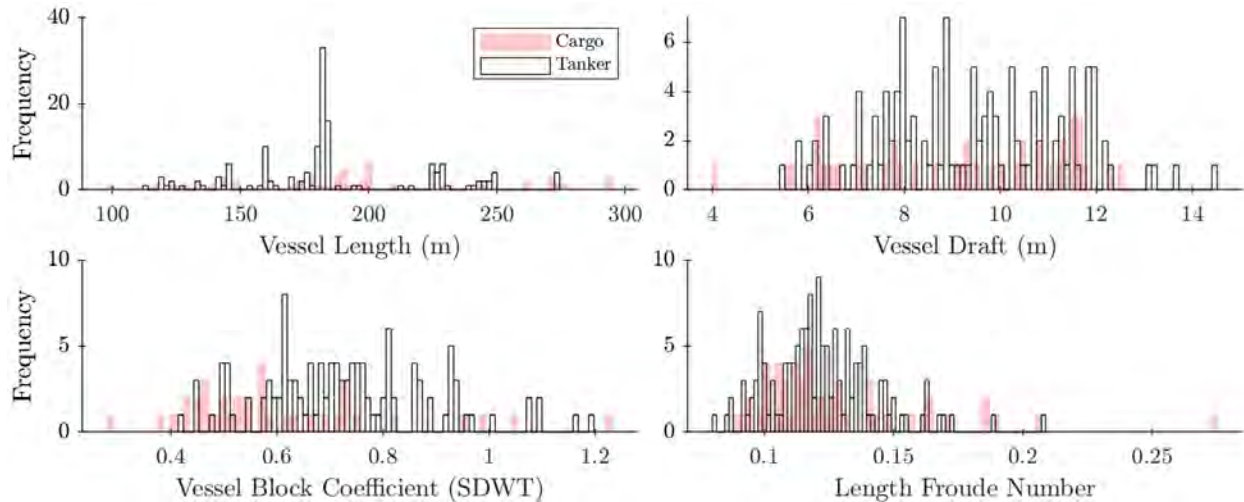 40
20
0
Frequency
Cargo
Tanker
100 150 200 250 300
Vessel Length (m)
6
4
2
0
4 6 8 10 12 14
Vessel Draft (m)
10
5
0
Frequency
0.4 0.6 0.8 1 1.2
Vessel Block Coefficient (SDWT)
10
5
0
0.1 0.15 0.2 0.25
Length Froude Number